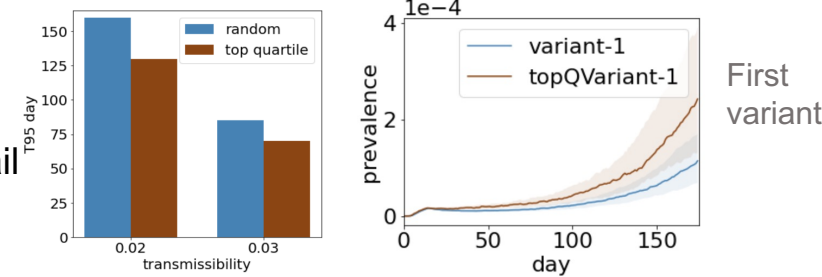 random
top quartile
T95 day
150
125
100
75
50
25
0
0.02
0.03
transmissibility
1e−4
variant-1
topQVariant-1
prevalence
4
2
0
0
50
100
150
day
First
variant